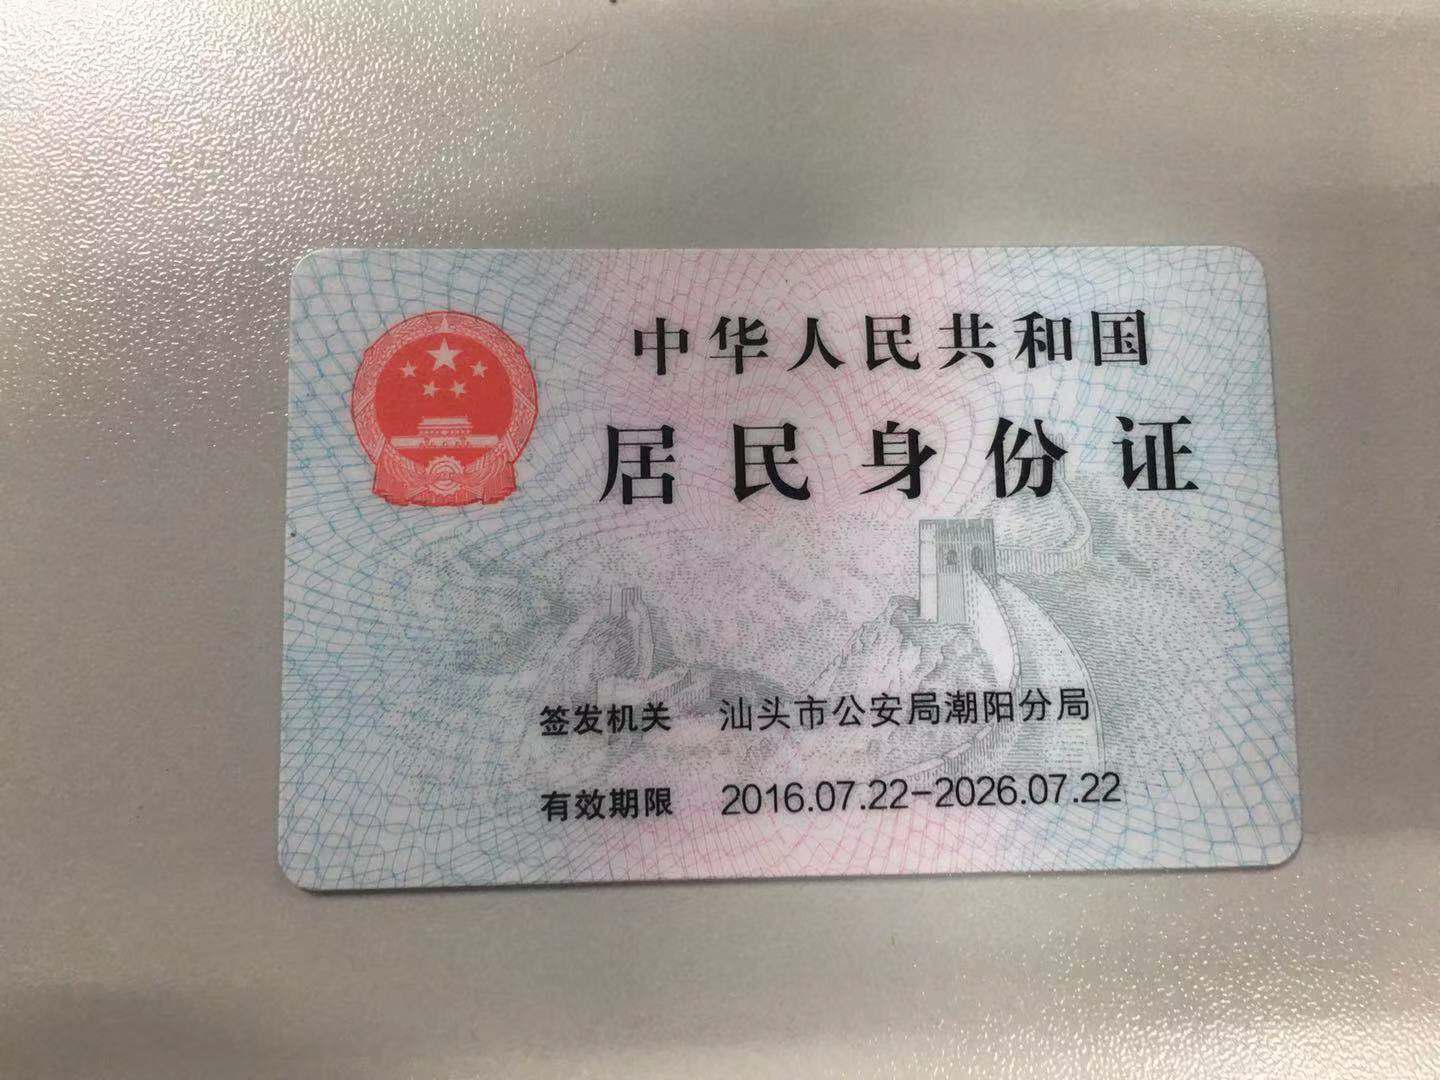 中华人民共和国
居民身份证
签发机关 汕头市公安局潮阳分局
有效期限 2016.07.22-2026.07.22